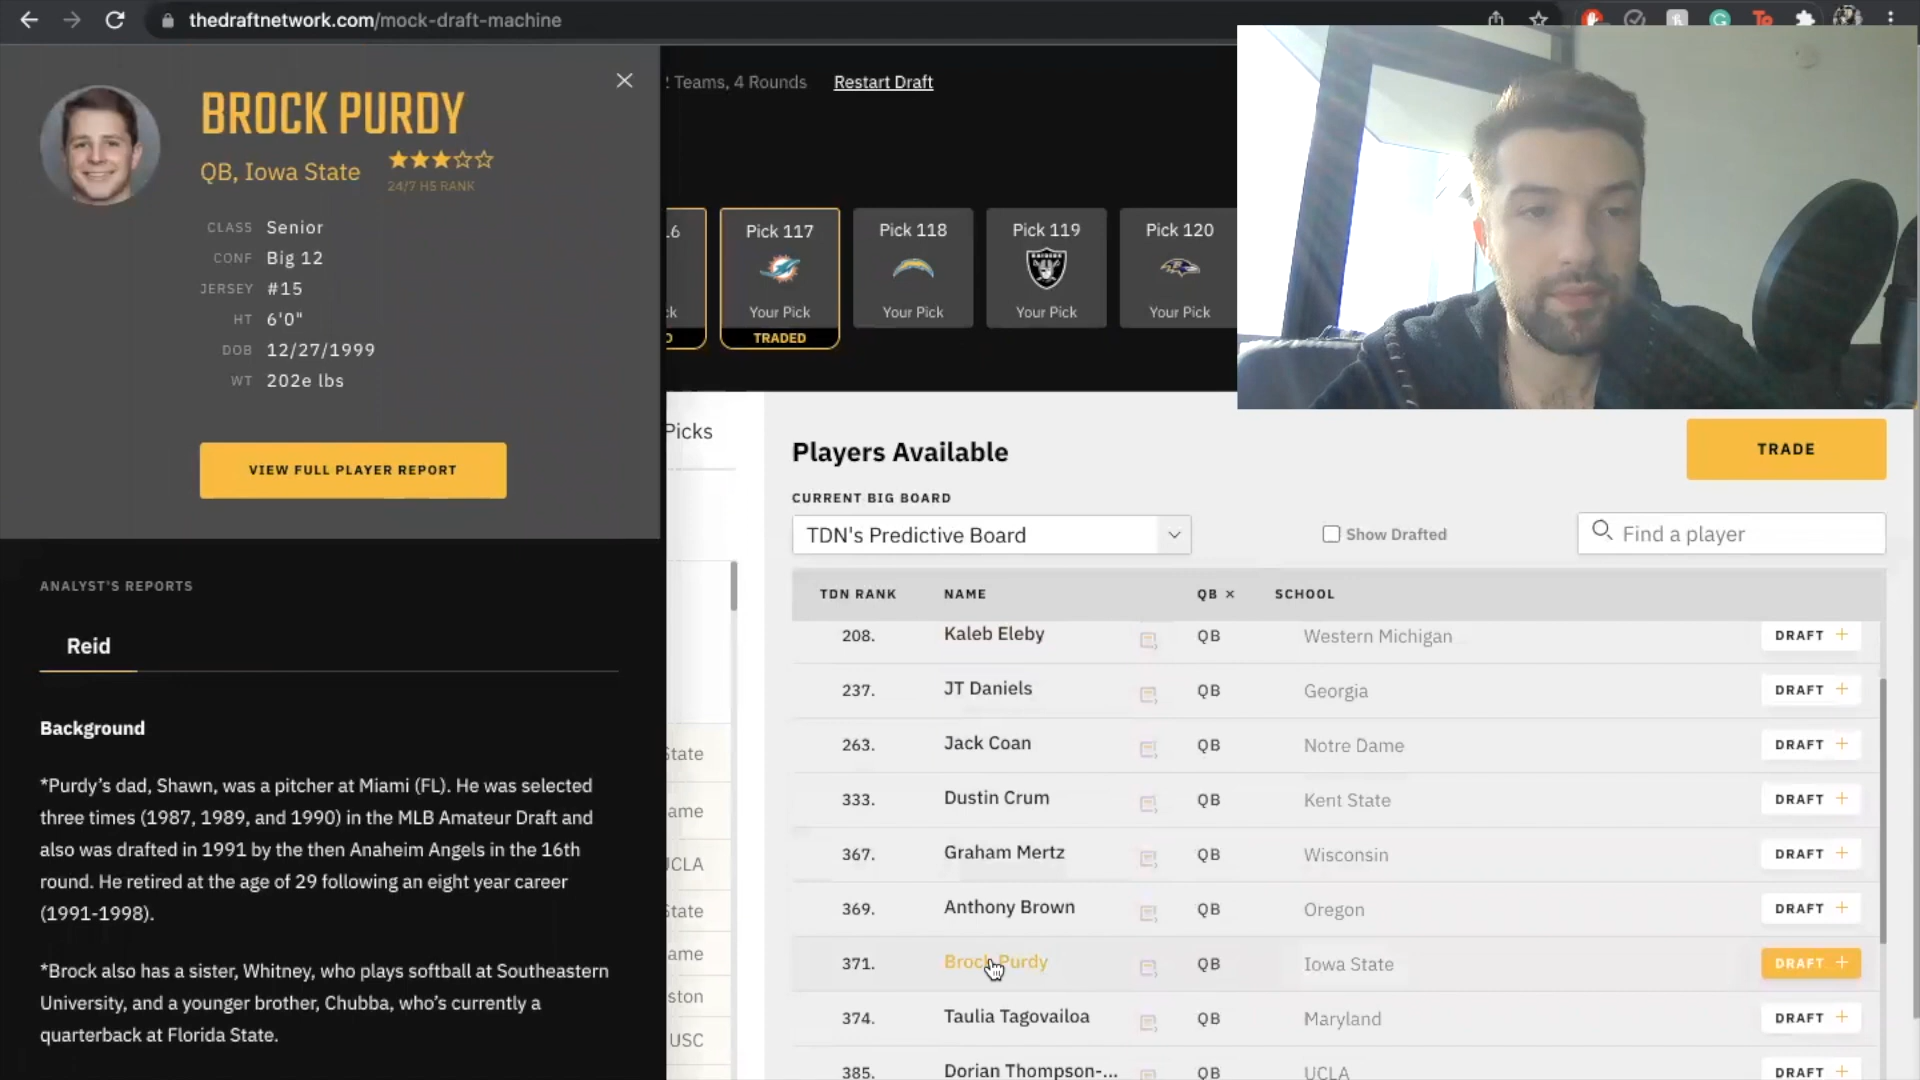 thedraftnetwork.com/mock-draft-machine
BROCK PURDY
QB, Iowa State
24/7 HS RANK
CLASS Senior
CONF Big 12
JERSEY #15
HT 6'0"
DOB 12/27/1999
WT 202e lbs
VIEW FULL PLAYER REPORT
ANALYST'S REPORTS
Reid
Background
*Purdy's dad, Shawn, was a pitcher at Miami (FL). He was selected
three times (1987, 1989, and 1990) in the MLB Amateur Draft and
also was drafted in 1991 by the then Anaheim Angels in the 16th
round. He retired at the age of 29 following an eight year career
(1991-1998).
*Brock also has a sister, Whitney, who plays softball at Southeastern
University, and a younger brother, Chubba, who's currently a
quarterback at Florida State.
Teams, 4 Rounds Restart Draft
Pick 117
Your Pick
TRADED
Pick 118
Your Pick
Pick 119
RAIDERS
Your Pick
Pick 120
Your Pick
Picks
State
ame
UCLA
State
ame
ston
USC
Players Available
TRADE
CURRENT BIG BOARD
TDN's Predictive Board
Show Drafted
Find a player
TDN RANK NAME QB × SCHOOL
208. Kaleb Eleby QB Western Michigan DRAFT +
237. JT Daniels QB Georgia DRAFT +
263. Jack Coan QB Notre Dame DRAFT +
333. Dustin Crum QB Kent State DRAFT +
367. Graham Mertz QB Wisconsin DRAFT +
369. Anthony Brown QB Oregon DRAFT +
371. Brock Purdy QB Iowa State DRAFT +
374. Taulia Tagovailoa QB Maryland DRAFT +
385. Dorian Thompson-... QB UCLA DRAFT +